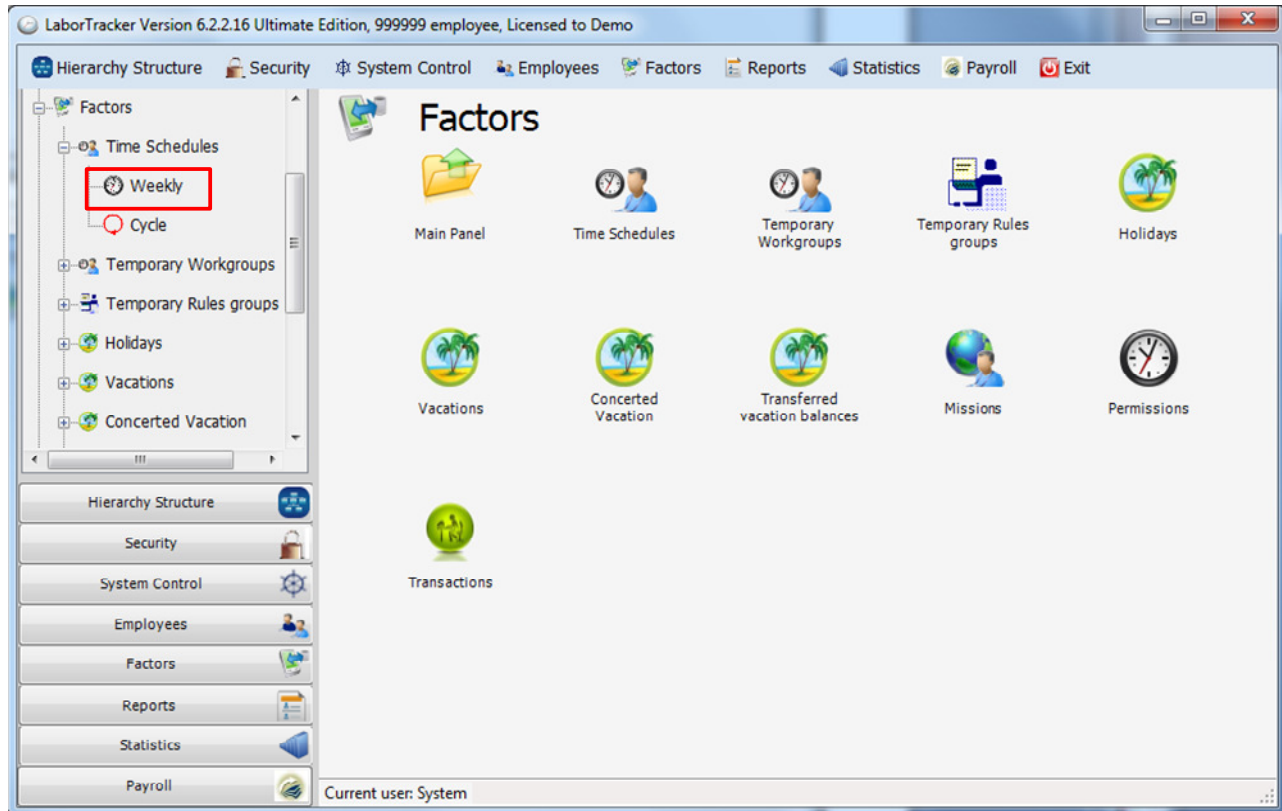 LaborTracker Version 6.2.2.16 Ultimate Edition, 999999 employee, Licensed to Demo
Hierarchy Structure Security System Control Employees Factors Reports Statistics Payroll Exit
Factors
Time Schedules
Weekly
Cycle
Temporary Workgroups
Temporary Rules groups
Holidays
Vacations
Concerted Vacation
Hierarchy Structure
Security
System Control
Employees
Factors
Reports
Statistics
Payroll
Factors
Main Panel
Time Schedules
Temporary
Workgroups
Temporary Rules
groups
Holidays
Vacations
Concerted
Vacation
Transferred
vacation balances
Missions
Permissions
Transactions
Current user: System